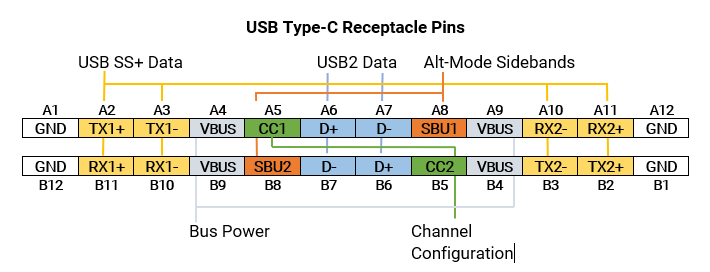 USB Type-C Receptacle Pins
USB SS+ Data USB2 Data Alt-Mode Sidebands
A1 A2 A3 A4 A5 A6 A7 A8 A9 A10 A11 A12
GND TX1+ TX1- VBUS CC1 D+ D- SBU1 VBUS RX2- RX2+ GND
GND RX1+ RX1- VBUS SBU2 D- D+ CC2 VBUS TX2- TX2+ GND
B12 B11 B10 B9 B8 B7 B6 B5 B4 B3 B2 B1
Bus Power Channel
Configuration